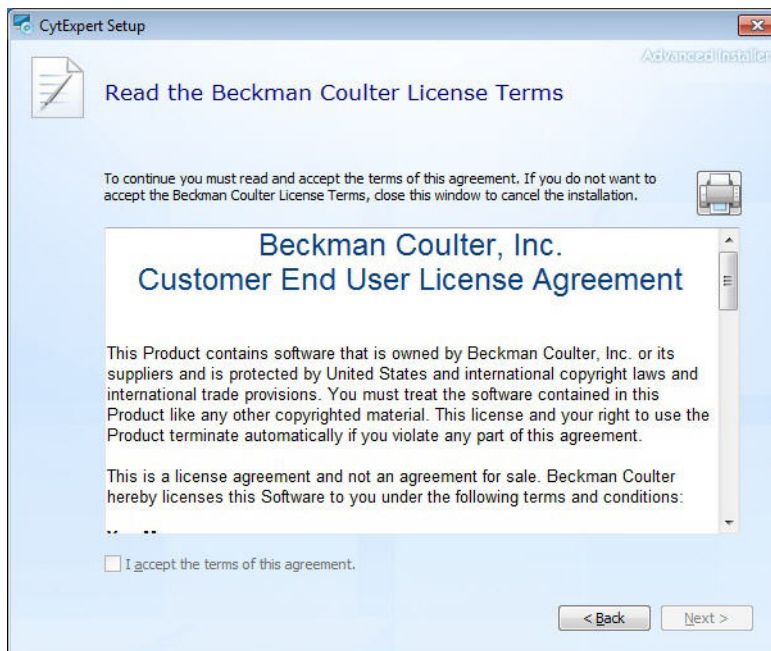 CytExpert Setup
Advanced Installer
Read the Beckman Coulter License Terms
To continue you must read and accept the terms of this agreement. If you do not want to
accept the Beckman Coulter License Terms, close this window to cancel the installation.
Beckman Coulter, Inc.
Customer End User License Agreement
This Product contains software that is owned by Beckman Coulter, Inc. or its
suppliers and is protected by United States and international copyright laws and
international trade provisions. You must treat the software contained in this
Product like any other copyrighted material. This license and your right to use the
Product terminate automatically if you violate any part of this agreement.
This is a license agreement and not an agreement for sale. Beckman Coulter
hereby licenses this Software to you under the following terms and conditions:
I accept the terms of this agreement.
< Back
Next >